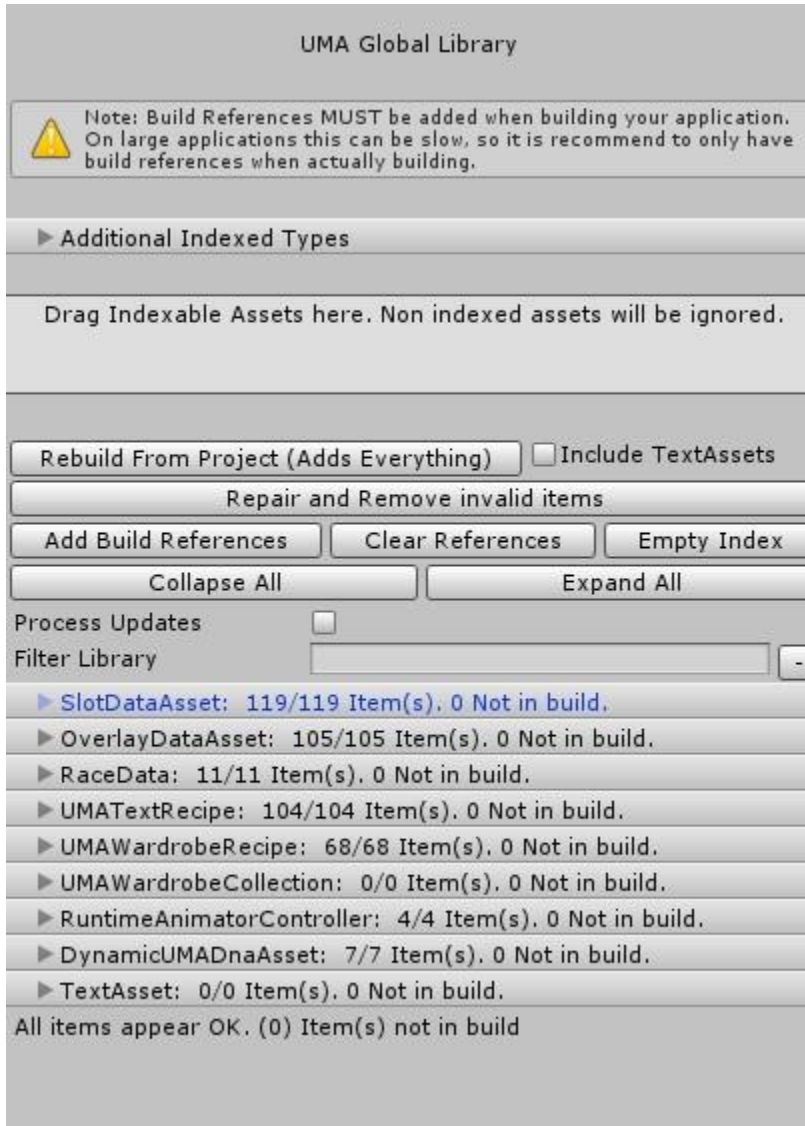 UMA Global Library
Note: Build References MUST be added when building your application.
On large applications this can be slow, so it is recommend to only have
build references when actually building.
Additional Indexed Types
Drag Indexable Assets here. Non indexed assets will be ignored.
Rebuild From Project (Adds Everything) Include TextAssets
Repair and Remove invalid items
Add Build References Clear References Empty Index
Collapse All Expand All
Process Updates
Filter Library -
SlotDataAsset: 119/119 Item(s). 0 Not in build.
OverlayDataAsset: 105/105 Item(s). 0 Not in build.
RaceData: 11/11 Item(s). 0 Not in build.
UMATextRecipe: 104/104 Item(s). 0 Not in build.
UMAWardrobeRecipe: 68/68 Item(s). 0 Not in build.
UMAWardrobeCollection: 0/0 Item(s). 0 Not in build.
RuntimeAnimatorController: 4/4 Item(s). 0 Not in build.
DynamicUMADnaAsset: 7/7 Item(s). 0 Not in build.
TextAsset: 0/0 Item(s). 0 Not in build.
All items appear OK. (0) Item(s) not in build